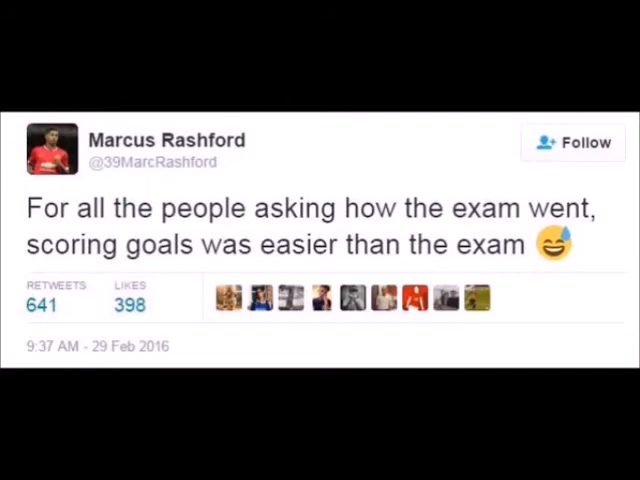 Marcus Rashford
@39MarcRashford
Follow
For all the people asking how the exam went,
scoring goals was easier than the exam 😅
RETWEETS LIKES
641 398
9:37 AM - 29 Feb 2016